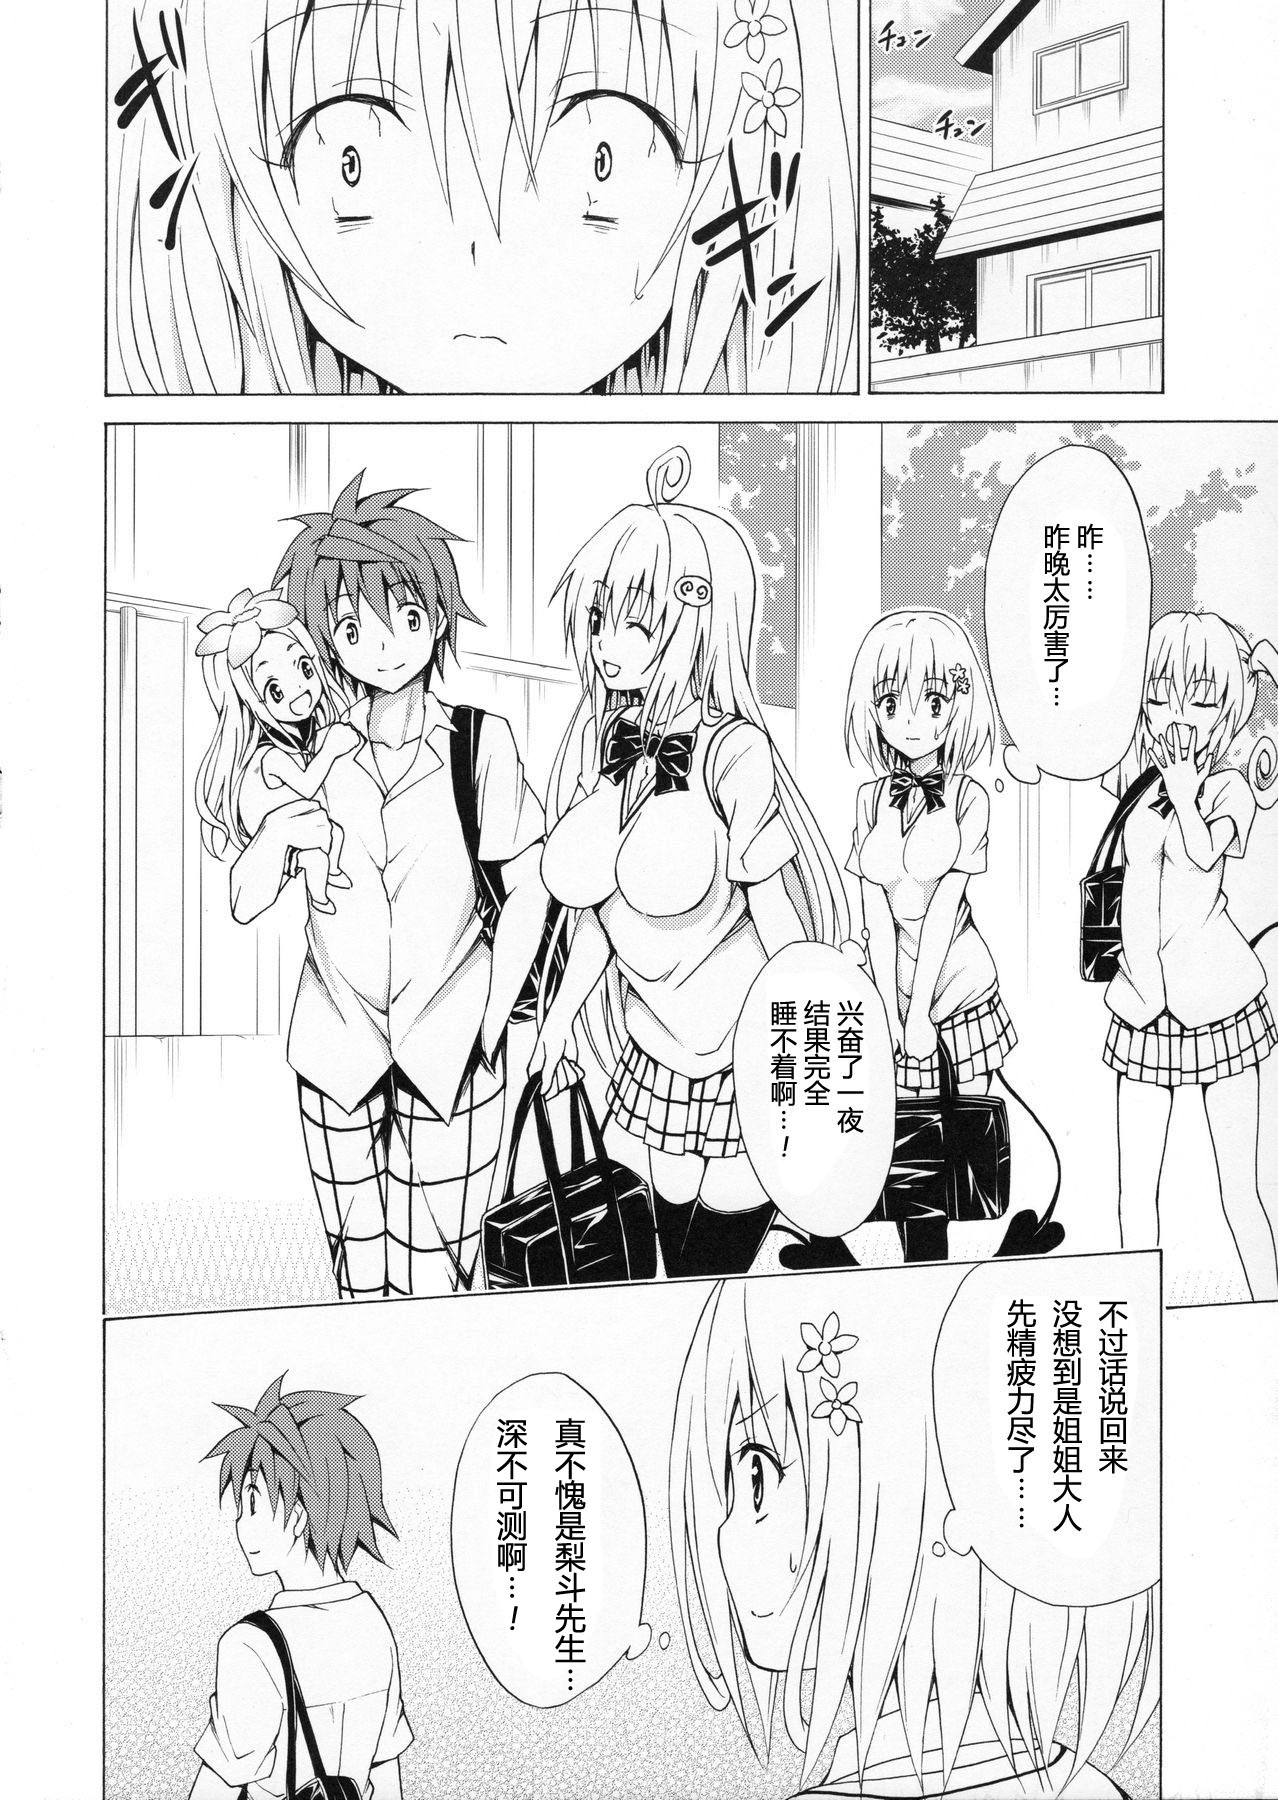 チュン
チュン
ギン
ギン
昨……
昨晚太厉害了…
兴奋了一夜
结果完全
睡不着啊…!
不过话说回来
没想到是姐姐大人
先精疲力尽了……
真不愧是梨斗先生…
深不可测啊…!